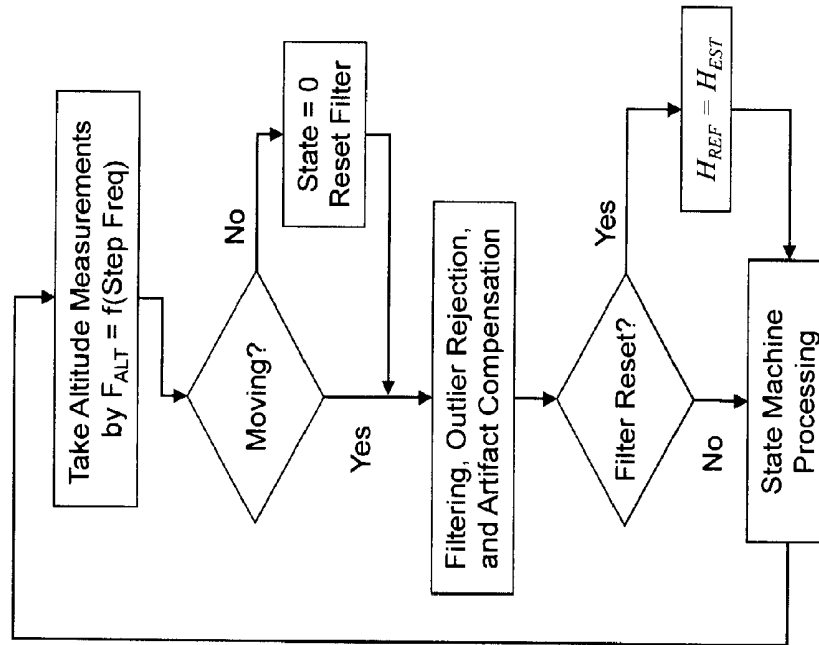 Take Altitude Measurements
by F_ALT = f(Step Freq)
Moving?
No
State = 0
Reset Filter
Yes
Filtering, Outlier Rejection,
and Artifact Compensation
Filter Reset?
Yes
H_REF = H_EST
No
State Machine
Processing